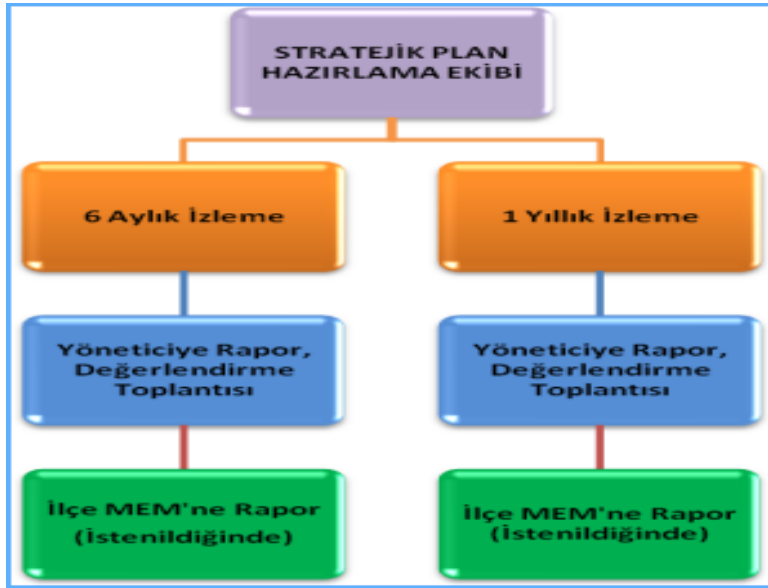 STRATEJİK PLAN
HAZIRLAMA EKİBİ
6 Aylık İzleme
1 Yıllık İzleme
Yöneticiye Rapor,
Değerlendirme
Toplantısı
Yöneticiye Rapor,
Değerlendirme
Toplantısı
İlçe MEM'ne Rapor
(İstenildiğinde)
İlçe MEM'ne Rapor
(İstenildiğinde)